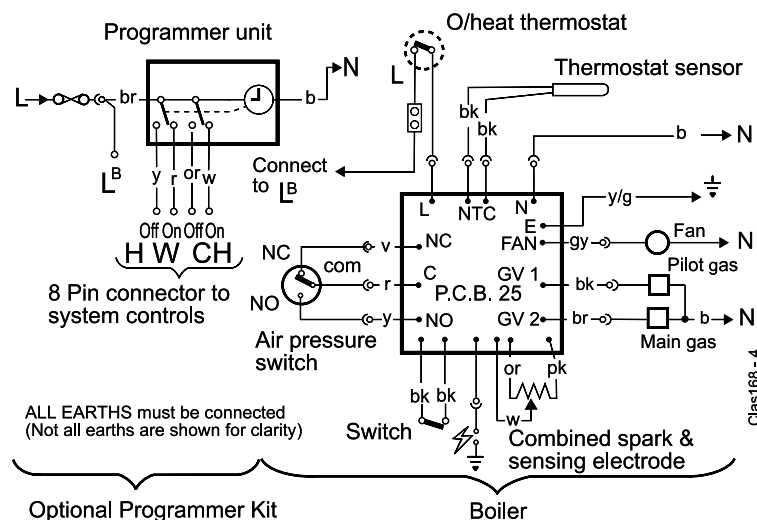 O/heat thermostat
Programmer unit
N
L
Thermostat sensor
L
br
b
bk
bk
b
N
Connect
to LB
LB
y
r
or
w
y/g
L
NTC
N
E
Off On Off On
H W CH
NC
v
NC
FAN
gy
Fan
N
com
r
C
GV 1
bk
Pilot gas
P.C.B. 25
8 Pin connector to
system controls
NO
y
NO
GV 2
br
b
N
Main gas
Air pressure
switch
or
pk
bk
bk
w
ALL EARTHS must be connected
(Not all earths are shown for clarity)
Switch
Combined spark &
sensing electrode
Clas168 - 4
Optional Programmer Kit
Boiler